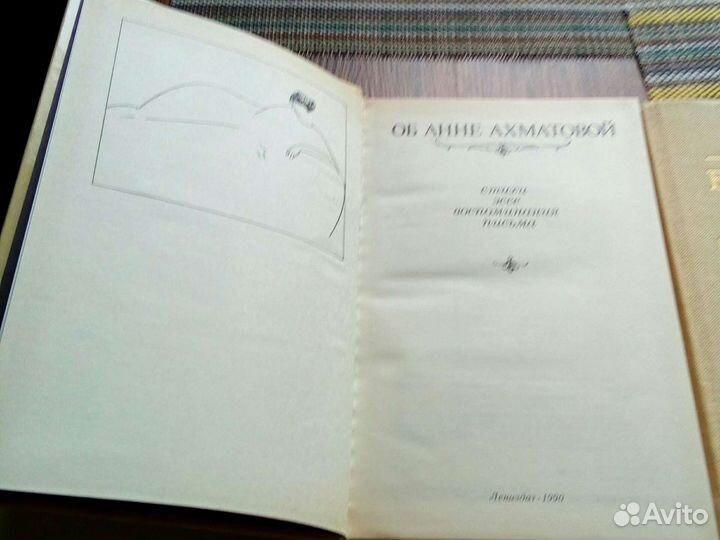 ОБ АННЕ АХМАТОВОЙ
стихи
эссе
воспоминания
письма
Лениздат · 1990
Avito